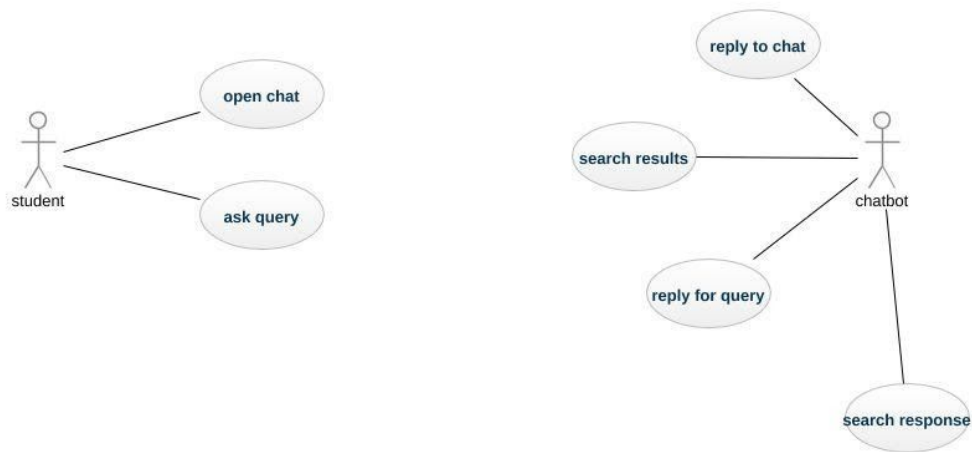 reply to chat
open chat
search results
student
chatbot
ask query
reply for query
search response